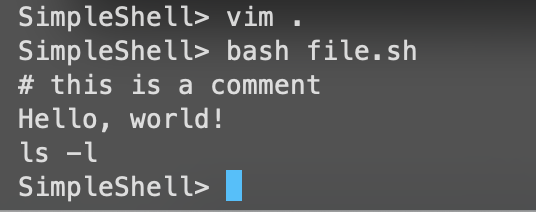 SimpleShell> vim .
SimpleShell> bash file.sh
# this is a comment
Hello, world!
ls -l
SimpleShell>